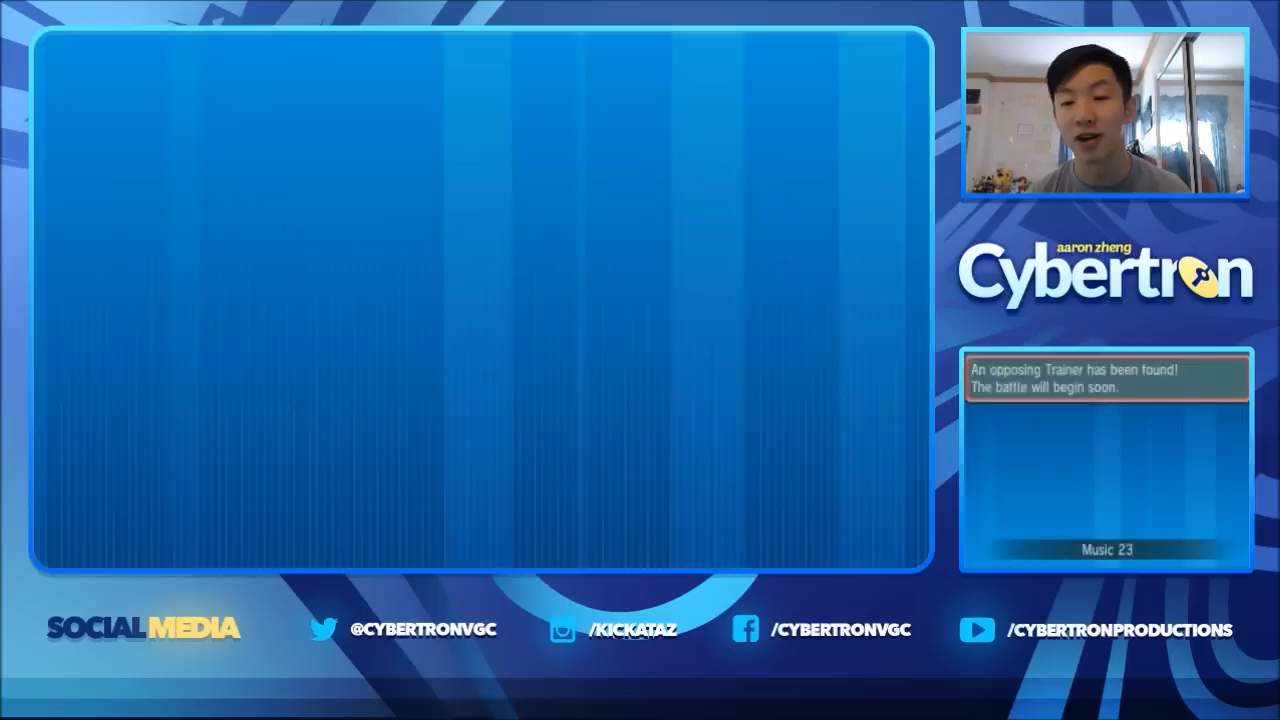 aaron zheng
Cybertron
An opposing Trainer has been found!
The battle will begin soon.
Music 23
SOCIAL MEDIA
@CYBERTRONVGC
/KICKATAZ
/CYBERTRONVGC
/CYBERTRONPRODUCTIONS